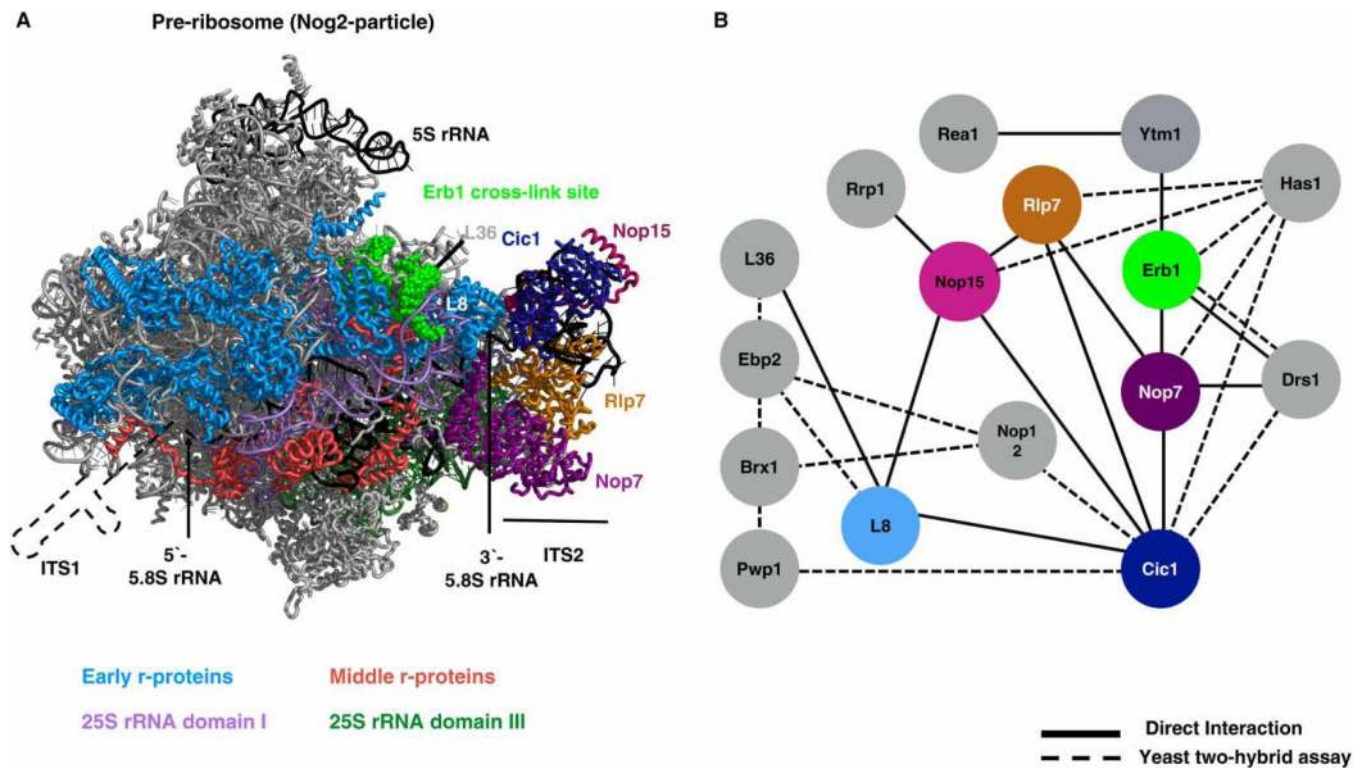 A
Pre-ribosome (Nog2-particle)
5S rRNA
Erb1 cross-link site
L36
Cic1
Nop15
L8
Rlp7
Nop7
ITS1
5`-
5.8S rRNA
3`-
5.8S rRNA
ITS2
Early r-proteins
Middle r-proteins
25S rRNA domain I
25S rRNA domain III
B
Rea1
Ytm1
Rrp1
Rlp7
Has1
L36
Nop15
Erb1
Ebp2
Nop7
Drs1
Brx1
Nop1
2
L8
Pwp1
Cic1
Direct Interaction
Yeast two-hybrid assay